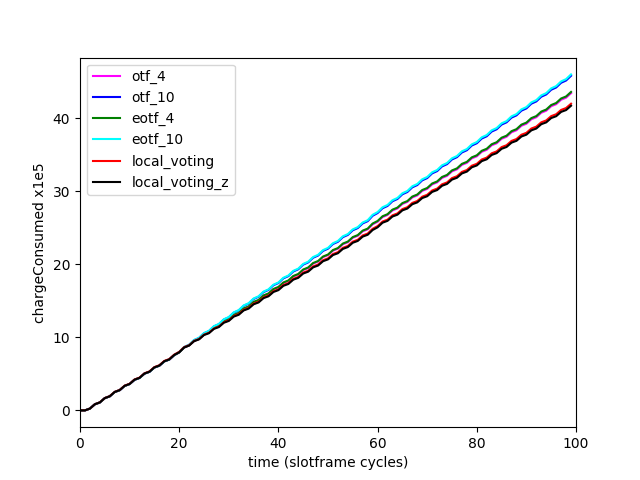 otf_4
otf_10
eotf_4
eotf_10
local_voting
local_voting_z
chargeConsumed x1e5
40
30
20
10
0
0 20 40 60 80 100
time (slotframe cycles)